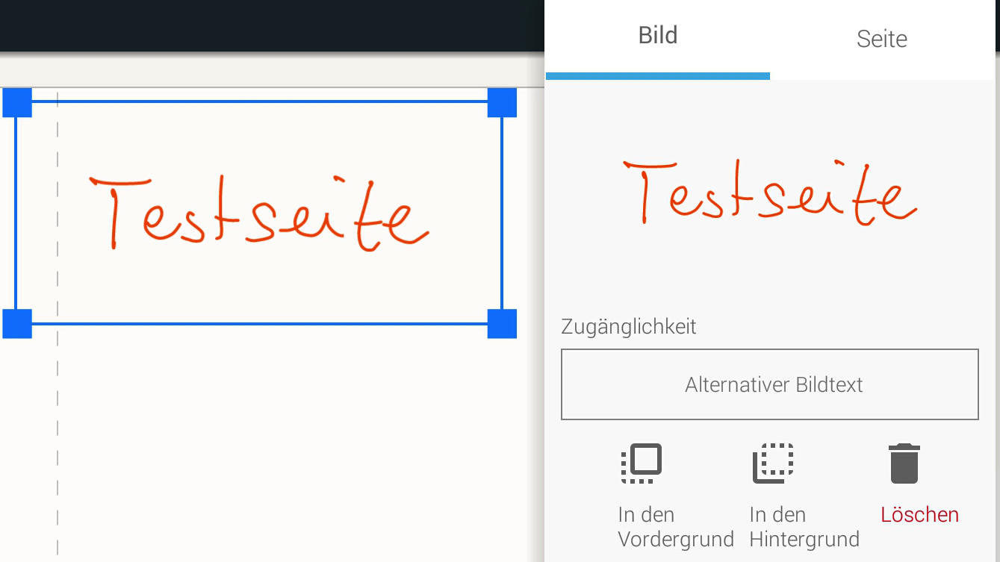 Bild
Seite
Testseite
Testseite
Zugänglichkeit
Alternativer Bildtext
In den
Vordergrund
In den
Hintergrund
Löschen